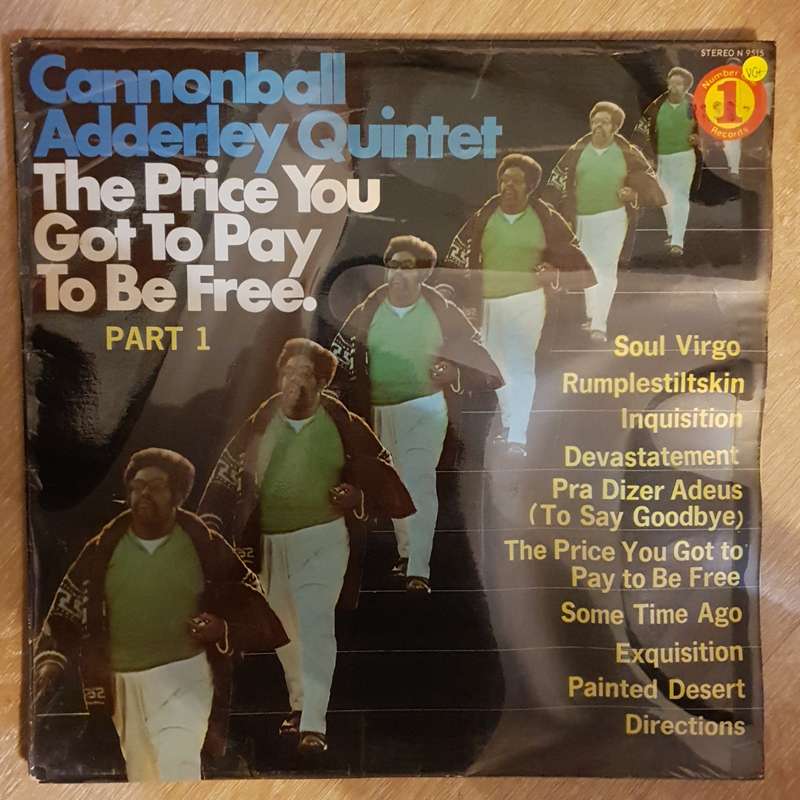 STEREO N 9515
Cannonball
Adderley Quintet
The Price You
Got To Pay
To Be Free.
PART 1
Number
1
Records
VG+
Soul Virgo
Rumplestiltskin
Inquisition
Devastatement
Pra Dizer Adeus
(To Say Goodbye)
The Price You Got to
Pay to Be Free
Some Time Ago
Exquisition
Painted Desert
Directions